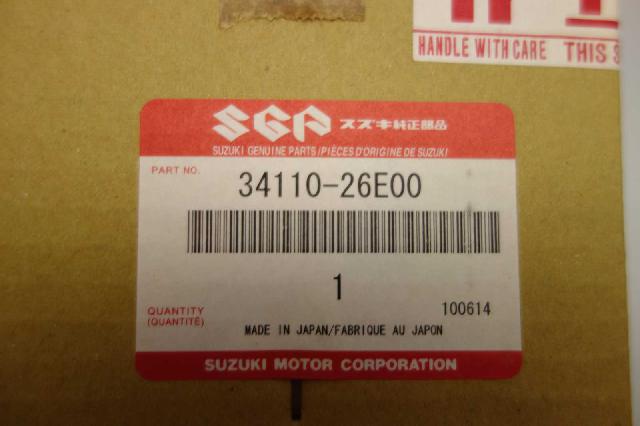 HANDLE WITH CARE THIS
SGP スズキ純正部品
SUZUKI GENUINE PARTS/PIÈCES D'ORIGINE DE SUZUKI
PART NO.
34110-26E00
1
QUANTITY
(QUANTITÉ)
100614
MADE IN JAPAN/FABRIQUE AU JAPON
SUZUKI MOTOR CORPORATION